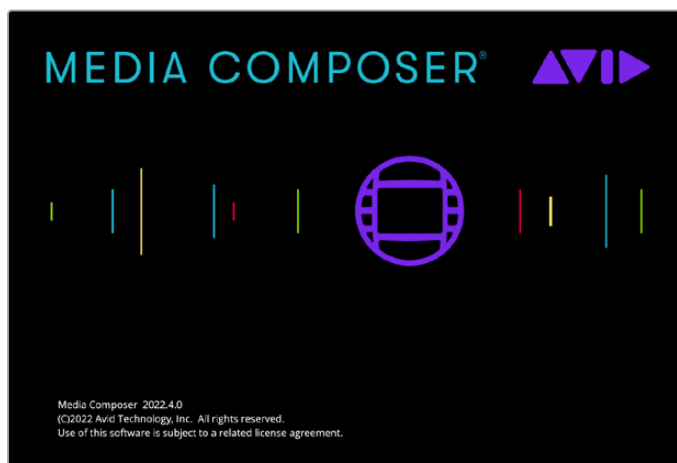 MEDIA COMPOSER® AVID
Media Composer 2022.4.0
(C)2022 Avid Technology, Inc. All rights reserved.
Use of this software is subject to a related license agreement.